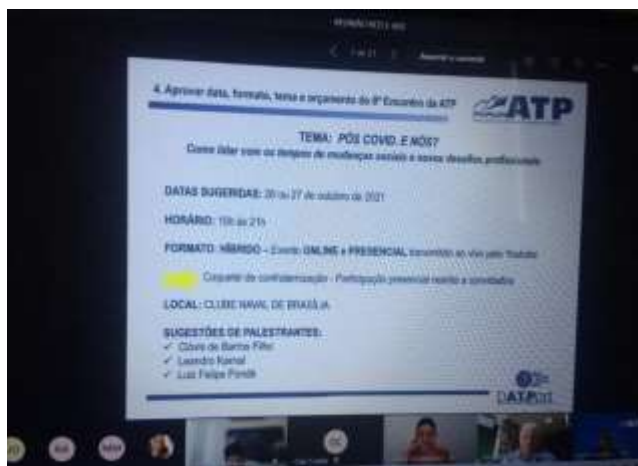 REUNIÃO
4. Aprovar data, formato, tema e orçamento do 8º Encontro da ATP
ATP
TEMA: PÓS COVID. E NÓS?
Como lidar com os tempos de mudanças sociais e novos desafios profissionais
DATAS SUGERIDAS: 26 ou 27 de outubro de 2021
HORÁRIO: às 21h
FORMATO: HÍBRIDO – Evento ONLINE e PRESENCIAL transmitido ao vivo pelo Youtube
Coquetel de confraternização - Participação presencial restrita a convidados
LOCAL: CLUBE NAVAL DE BRASÍLIA
SUGESTÕES DE PALESTRANTES:
✓ Clóvis de Barros Filho
✓ Leandro Karnal
✓ Luiz Felipe Pondé
DATPort